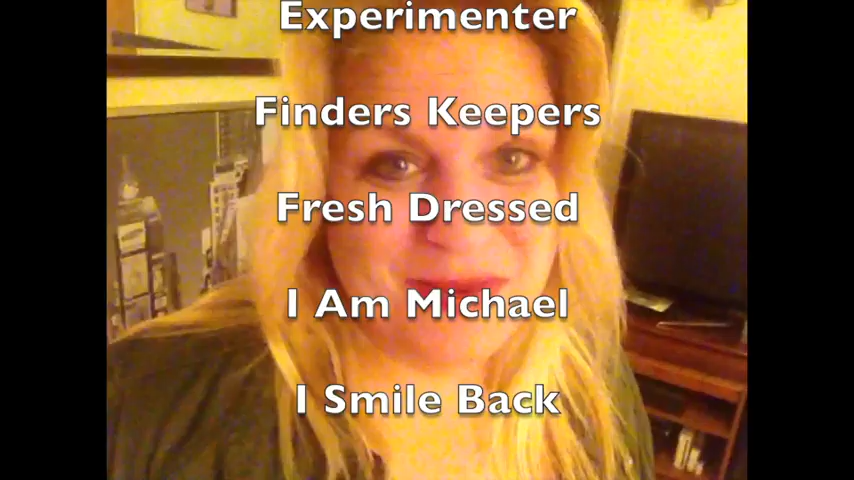 Experimenter
Finders Keepers
Fresh Dressed
I Am Michael
I Smile Back